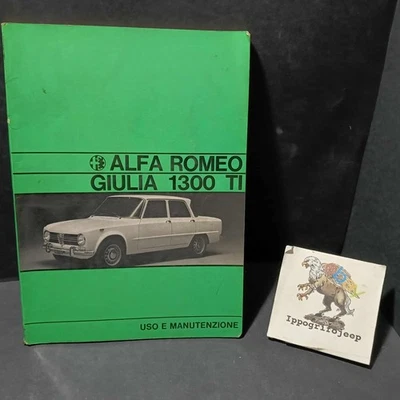 ALFA ROMEO
GIULIA 1300 TI
USO E MANUTENZIONE
Ippogrifojeep